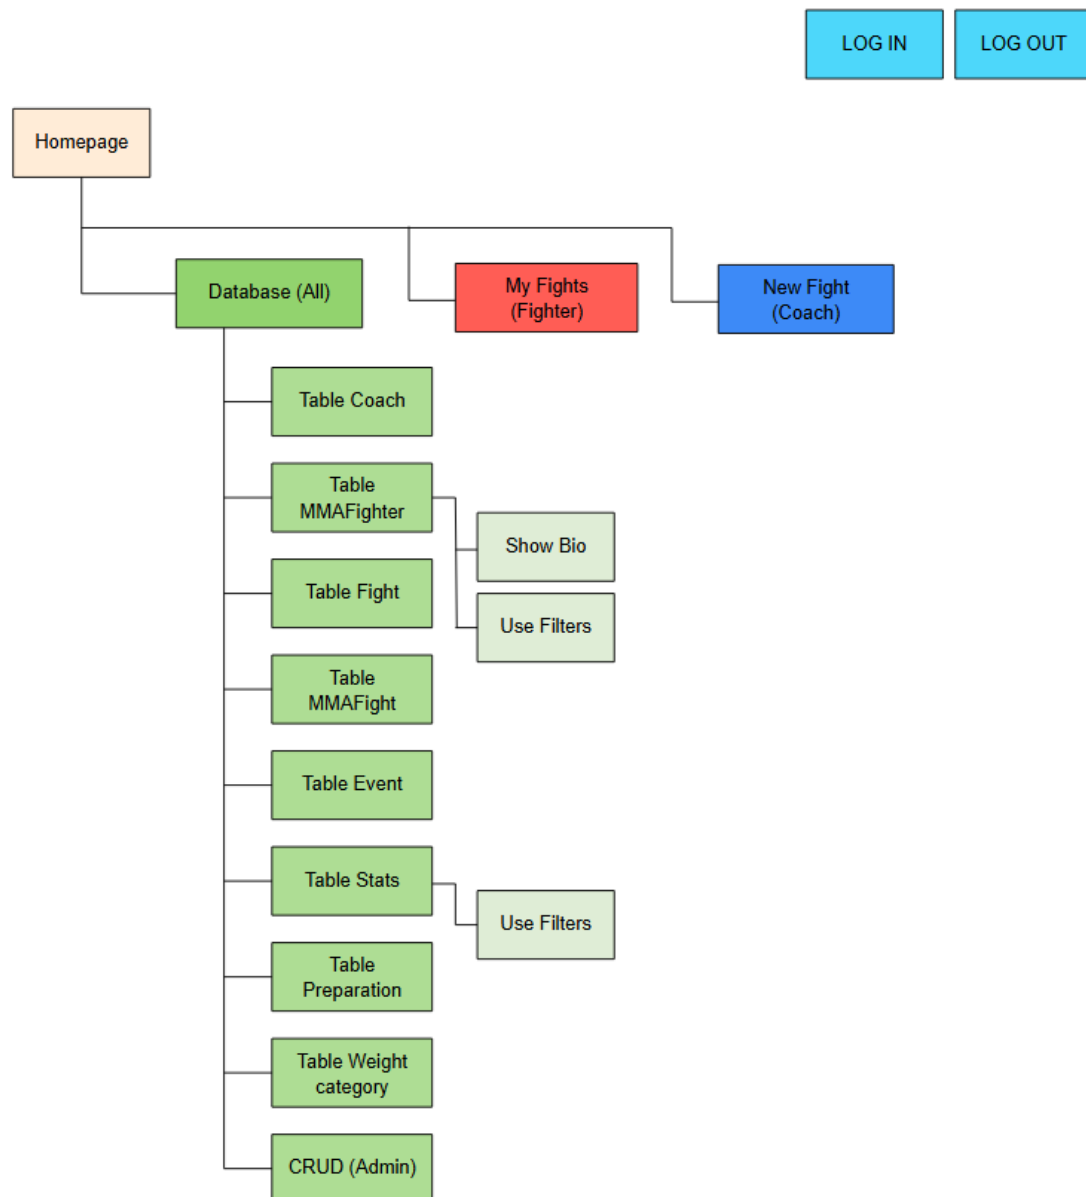 LOG IN
LOG OUT
Homepage
Database (All)
My Fights
(Fighter)
New Fight
(Coach)
Table Coach
Table
MMAFighter
Show Bio
Table Fight
Use Filters
Table
MMAFight
Table Event
Table Stats
Use Filters
Table
Preparation
Table Weight
category
CRUD (Admin)